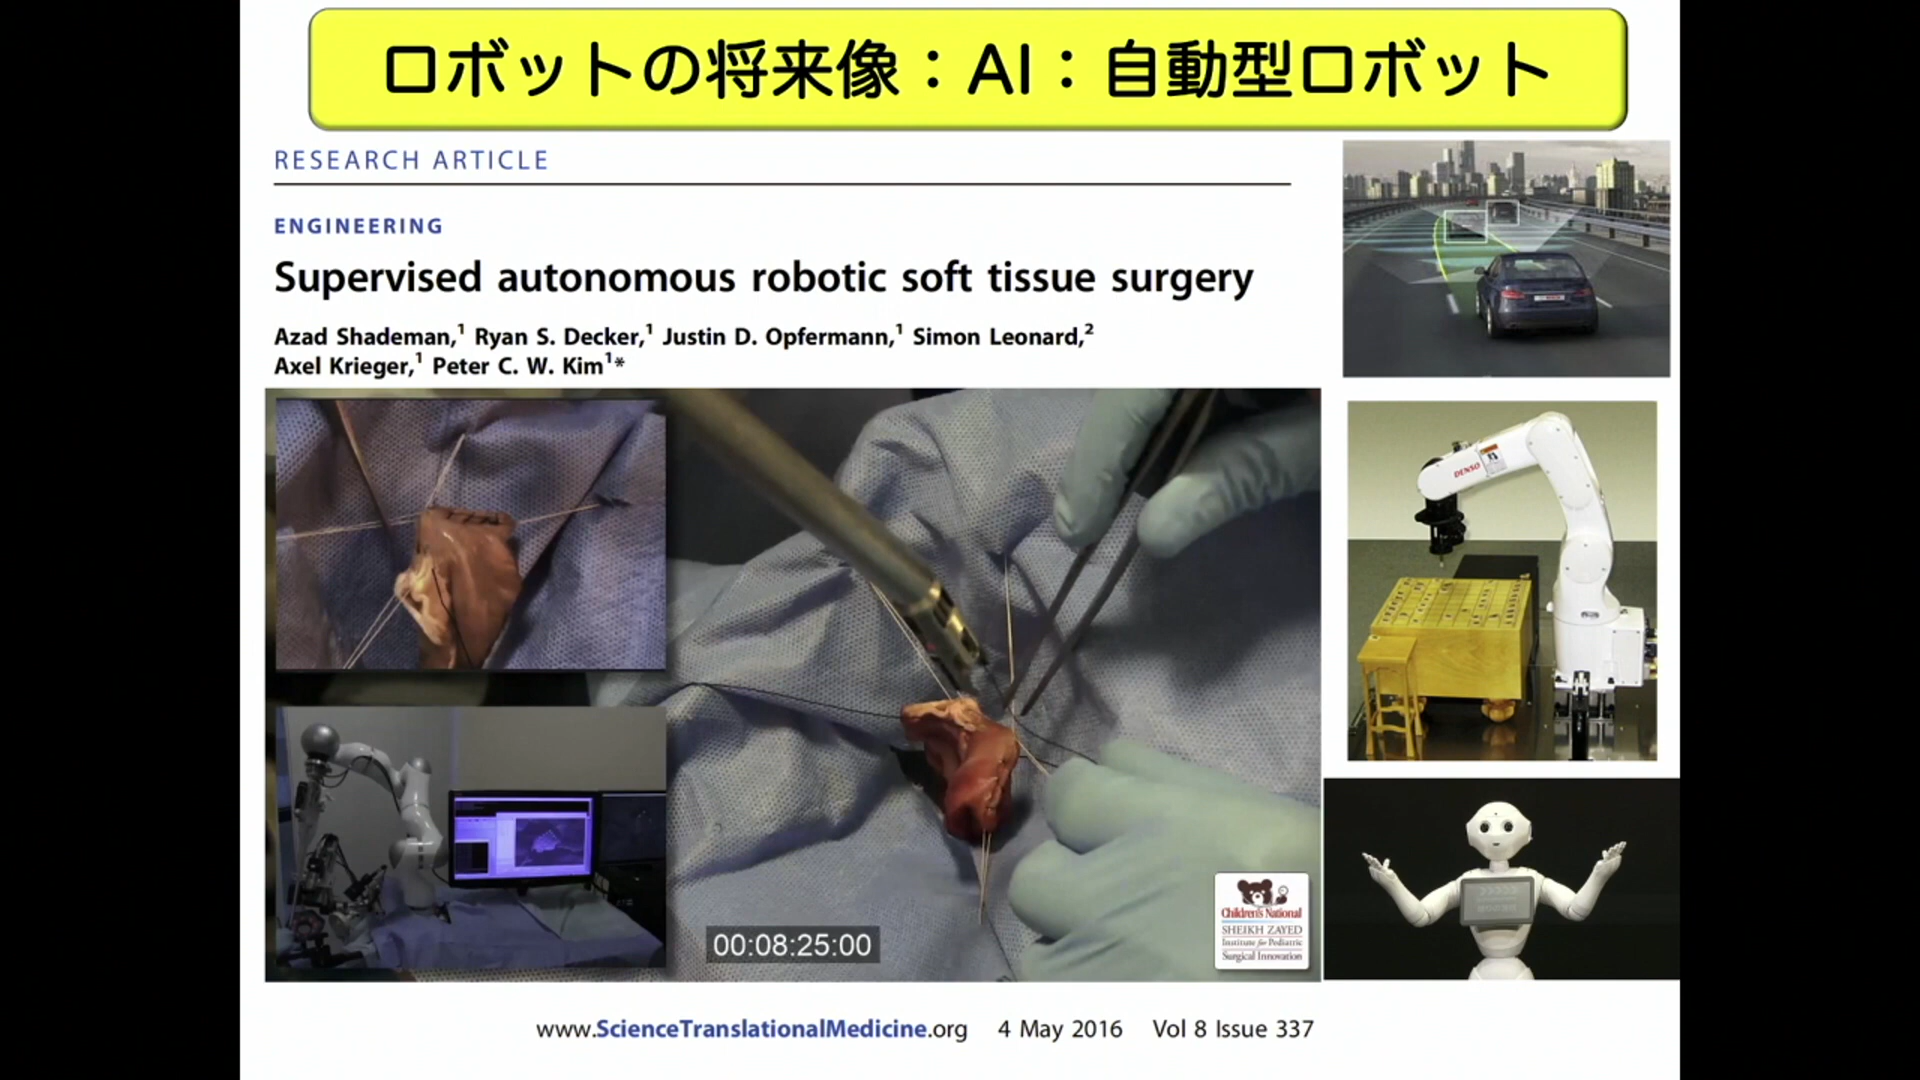 ロボットの将来像：AI：自動型ロボット
RESEARCH ARTICLE
ENGINEERING
Supervised autonomous robotic soft tissue surgery
Azad Shademan,¹ Ryan S. Decker,¹ Justin D. Opfermann,¹ Simon Leonard,²
Axel Krieger,¹ Peter C. W. Kim¹*
DENSO
00:08:25:00
Children's National
SHEIKH ZAYED
Institute for Pediatric
Surgical Innovation
www.ScienceTranslationalMedicine.org 4 May 2016 Vol 8 Issue 337